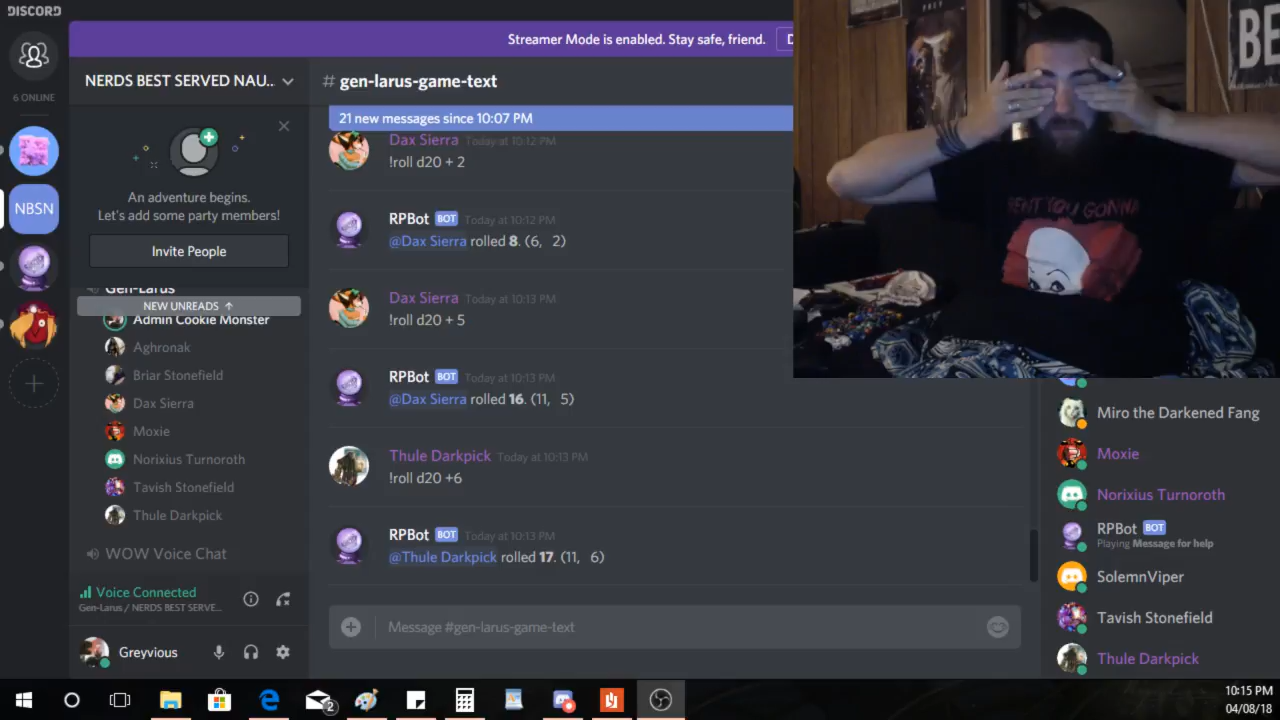 DISCORD
6 ONLINE
NBSN
NERDS BEST SERVED NAU...
An adventure begins.
Let's add some party members!
Invite People
Gen-Larus
NEW UNREADS ↑
Admin Cookie Monster
Aghronak
Briar Stonefield
Dax Sierra
Moxie
Norixius Turnoroth
Tavish Stonefield
Thule Darkpick
WOW Voice Chat
Voice Connected
Gen-Larus / NERDS BEST SERVE...
Greyvious
Streamer Mode is enabled. Stay safe, friend.
D
# gen-larus-game-text
21 new messages since 10:07 PM
Dax Sierra Today at 10:12 PM
!roll d20 + 2
RPBot BOT Today at 10:12 PM
@Dax Sierra rolled 8. (6, 2)
Dax Sierra Today at 10:13 PM
!roll d20 + 5
RPBot BOT Today at 10:13 PM
@Dax Sierra rolled 16. (11, 5)
Thule Darkpick Today at 10:13 PM
!roll d20 +6
RPBot BOT Today at 10:13 PM
@Thule Darkpick rolled 17. (11, 6)
Message #gen-larus-game-text
BE
Miro the Darkened Fang
Moxie
Norixius Turnoroth
RPBot BOT
Playing Message for help
SolemnViper
Tavish Stonefield
Thule Darkpick
2
10:15 PM
04/08/18